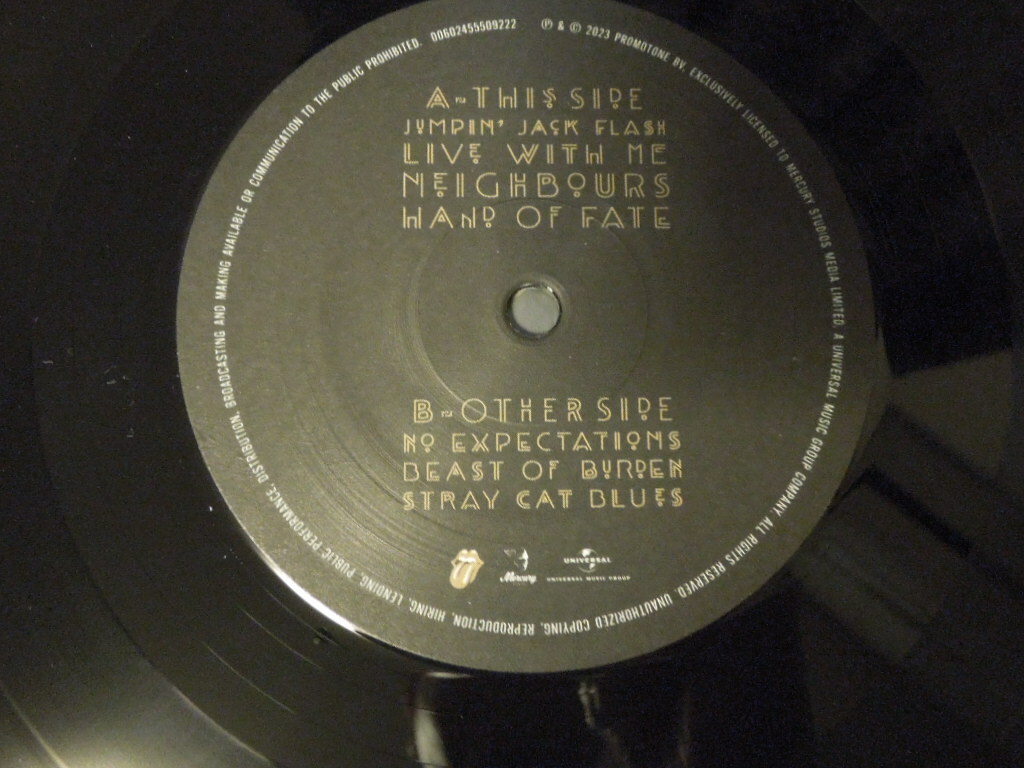 A~THIS SIDE
JUMPIN' JACK FLASH
LIVE WITH ME
NEIGHBOURS
HAND OF FATE
B~OTHER SIDE
NO EXPECTATIONS
BEAST OF BURDEN
STRAY CAT BLUES
Mercury
UNIVERSAL
UNIVERSAL MUSIC GROUP
℗ & © 2023 PROMOTONE BV, EXCLUSIVELY LICENSED TO MERCURY STUDIOS MEDIA LIMITED. A UNIVERSAL MUSIC GROUP COMPANY. ALL RIGHTS RESERVED. UNAUTHORIZED COPYING, REPRODUCTION, HIRING, LENDING, PUBLIC PERFORMANCE, DISTRIBUTION, BROADCASTING AND MAKING AVAILABLE OR COMMUNICATION TO THE PUBLIC PROHIBITED. 00602455509222